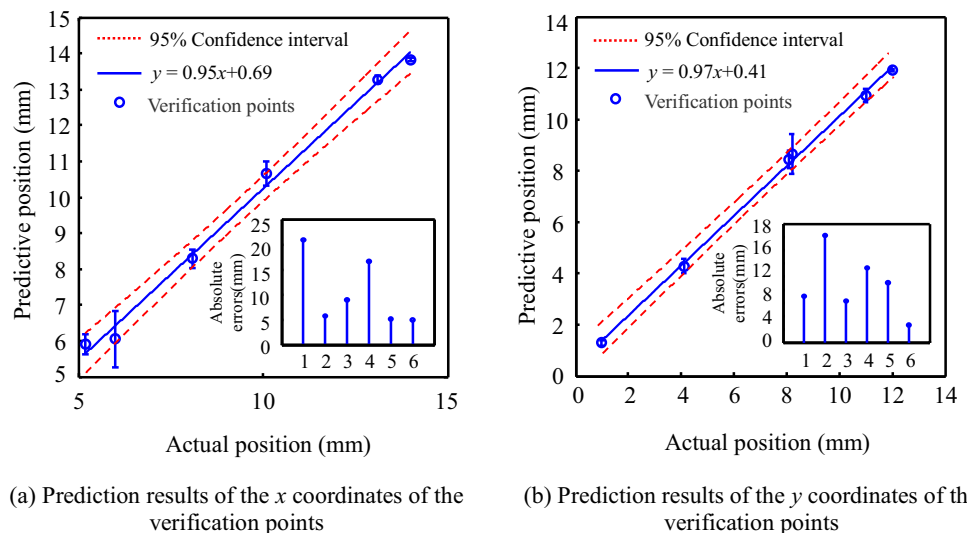 15
14
13
12
11
10
9
8
7
6
5
Predictive position (mm)
95% Confidence interval
y = 0.95x+0.69
Verification points
25
20
15
10
5
0
Absolute
errors(mm)
1 2 3 4 5 6
5 10 15
Actual position (mm)
(a) Prediction results of the x coordinates of the
verification points
14
12
10
8
6
4
2
0
Predictive position (mm)
95% Confidence interval
y = 0.97x+0.41
Verification points
18
16
12
8
4
0
Absolute
errors(mm)
1 2 3 4 5 6
0 2 4 6 8 10 12 14
Actual position (mm)
(b) Prediction results of the y coordinates of th
verification points